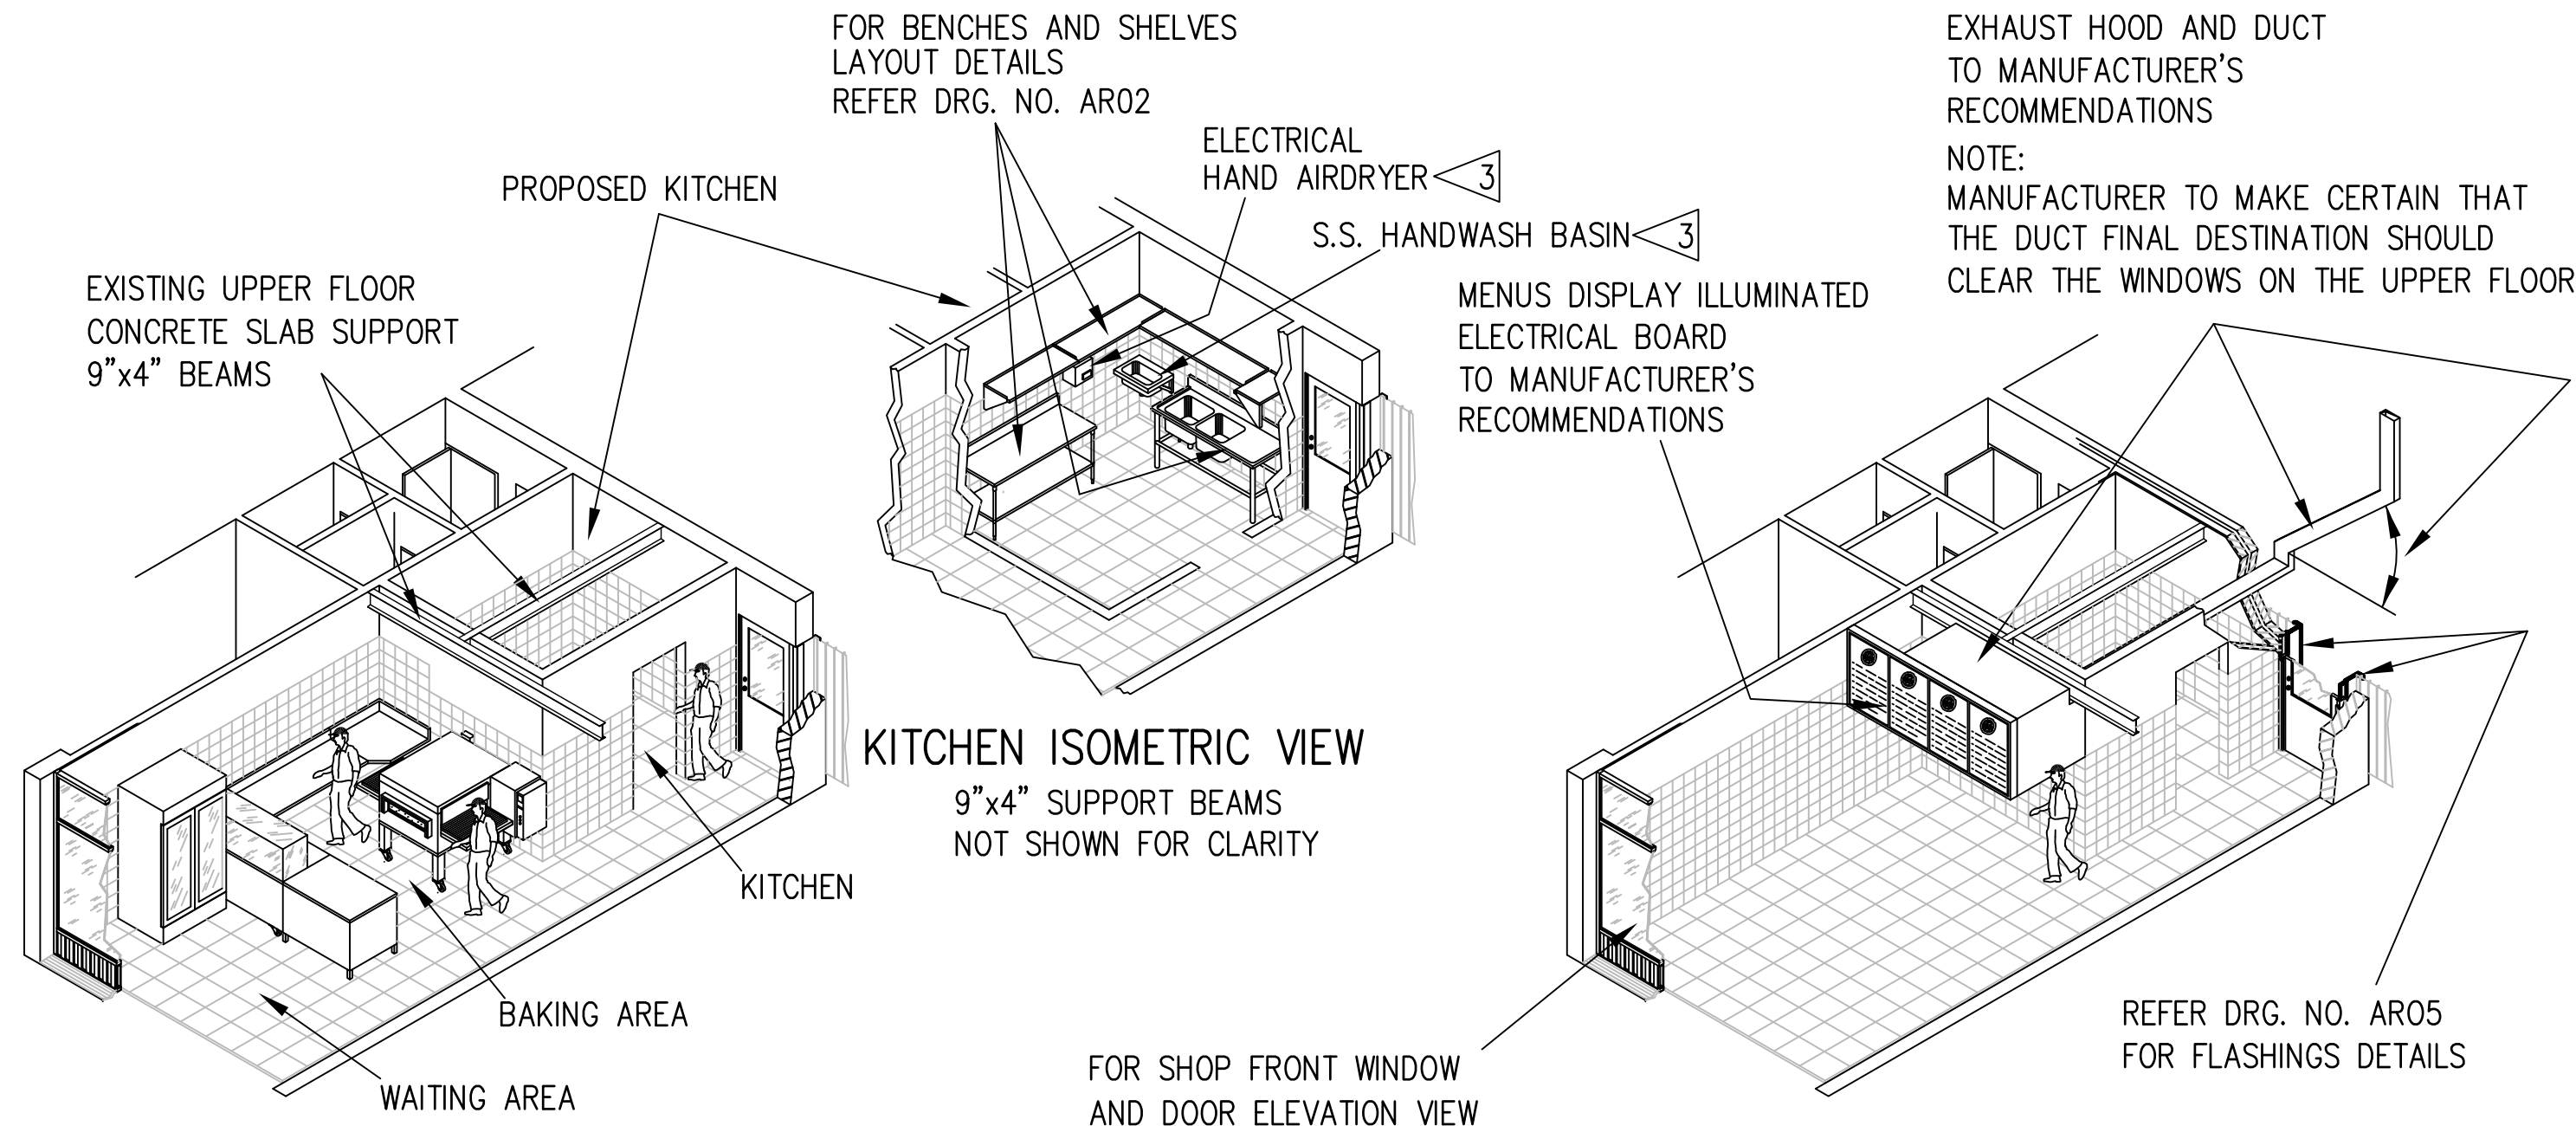 FOR BENCHES AND SHELVES
LAYOUT DETAILS
REFER DRG. NO. AR02
EXHAUST HOOD AND DUCT
TO MANUFACTURER'S
RECOMMENDATIONS
NOTE:
MANUFACTURER TO MAKE CERTAIN THAT
THE DUCT FINAL DESTINATION SHOULD
CLEAR THE WINDOWS ON THE UPPER FLOOR
ELECTRICAL
HAND AIRDRYER 3
PROPOSED KITCHEN
S.S. HANDWASH BASIN 3
EXISTING UPPER FLOOR
CONCRETE SLAB SUPPORT
9"x4" BEAMS
MENUS DISPLAY ILLUMINATED
ELECTRICAL BOARD
TO MANUFACTURER'S
RECOMMENDATIONS
KITCHEN ISOMETRIC VIEW
9"x4" SUPPORT BEAMS
NOT SHOWN FOR CLARITY
KITCHEN
BAKING AREA
WAITING AREA
FOR SHOP FRONT WINDOW
AND DOOR ELEVATION VIEW
REFER DRG. NO. AR05
FOR FLASHINGS DETAILS